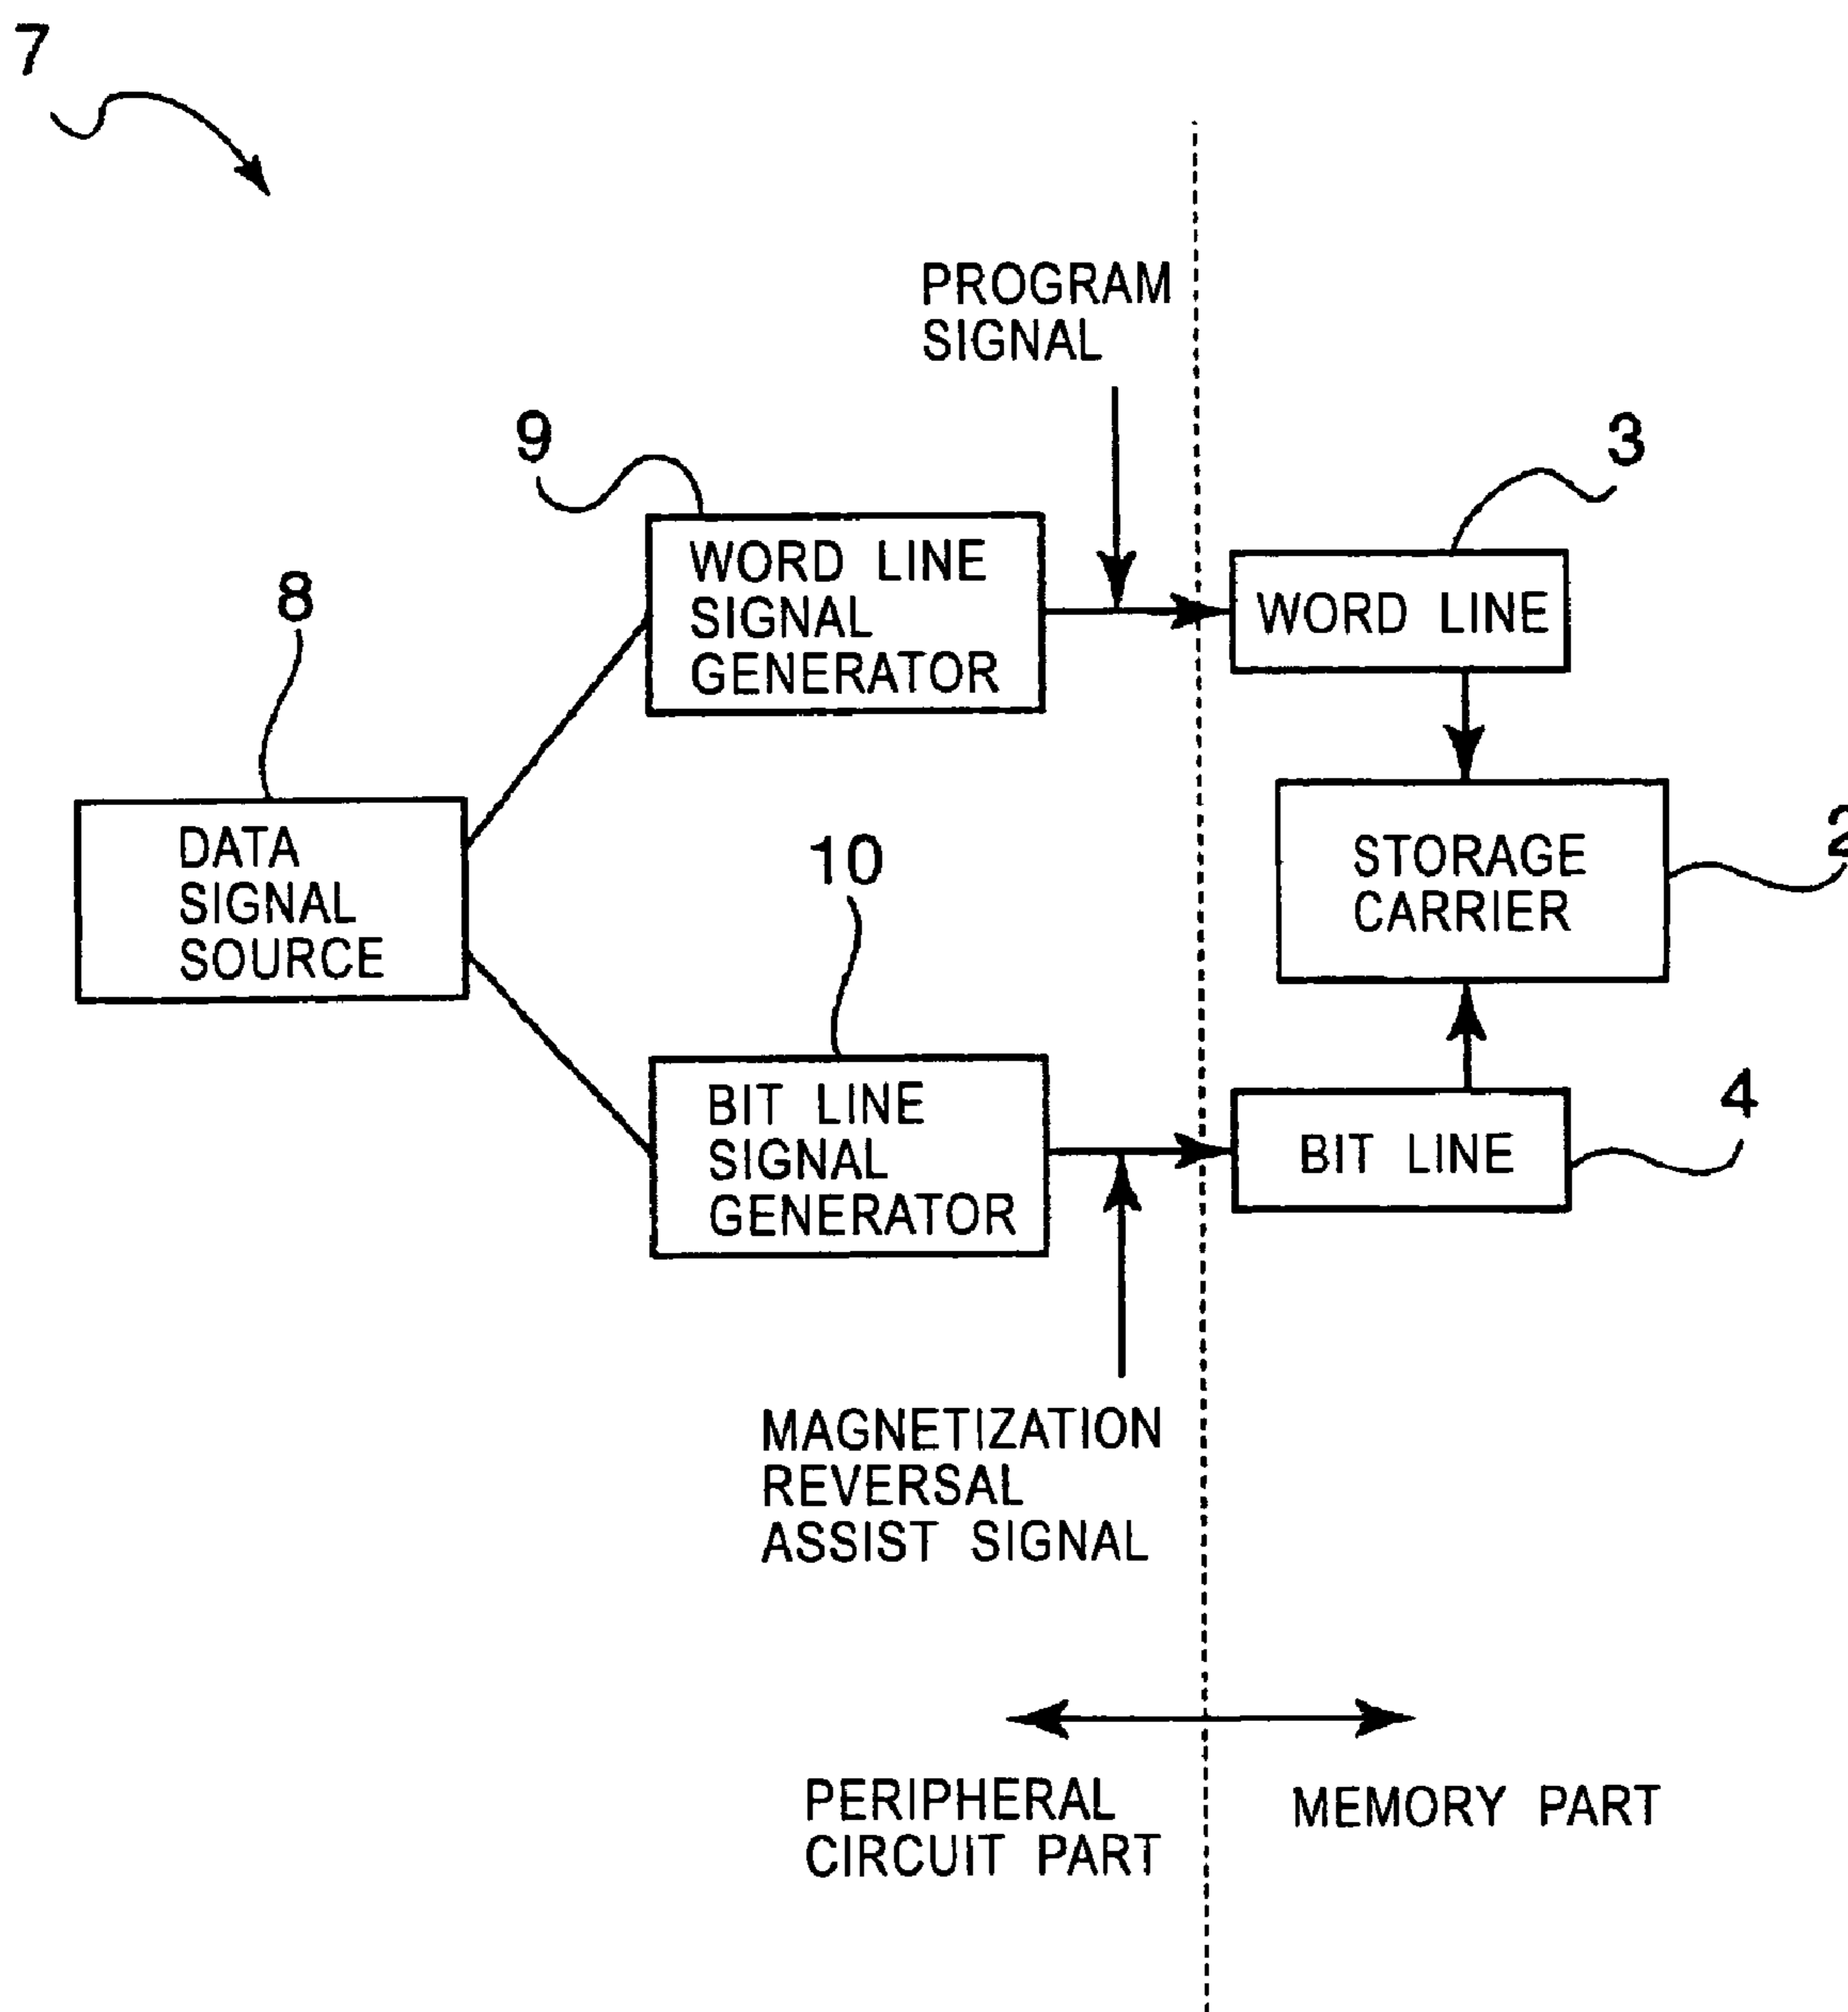 7
PROGRAM
SIGNAL
9
3
WORD LINE
SIGNAL
GENERATOR
WORD LINE
8
DATA
SIGNAL
SOURCE
10
STORAGE
CARRIER
2
BIT LINE
SIGNAL
GENERATOR
BIT LINE
4
MAGNETIZATION
REVERSAL
ASSIST SIGNAL
PERIPHERAL
CIRCUIT PART
MEMORY PART